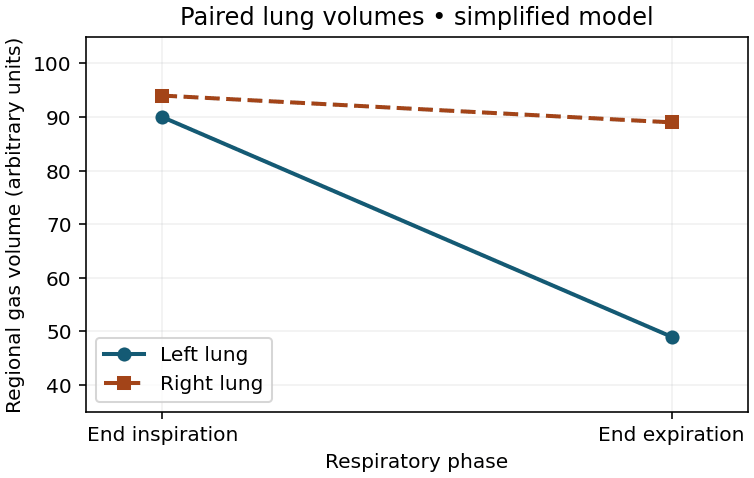 Paired lung volumes • simplified model
Regional gas volume (arbitrary units)
100
90
80
70
60
50
40
Left lung
Right lung
End inspiration
End expiration
Respiratory phase